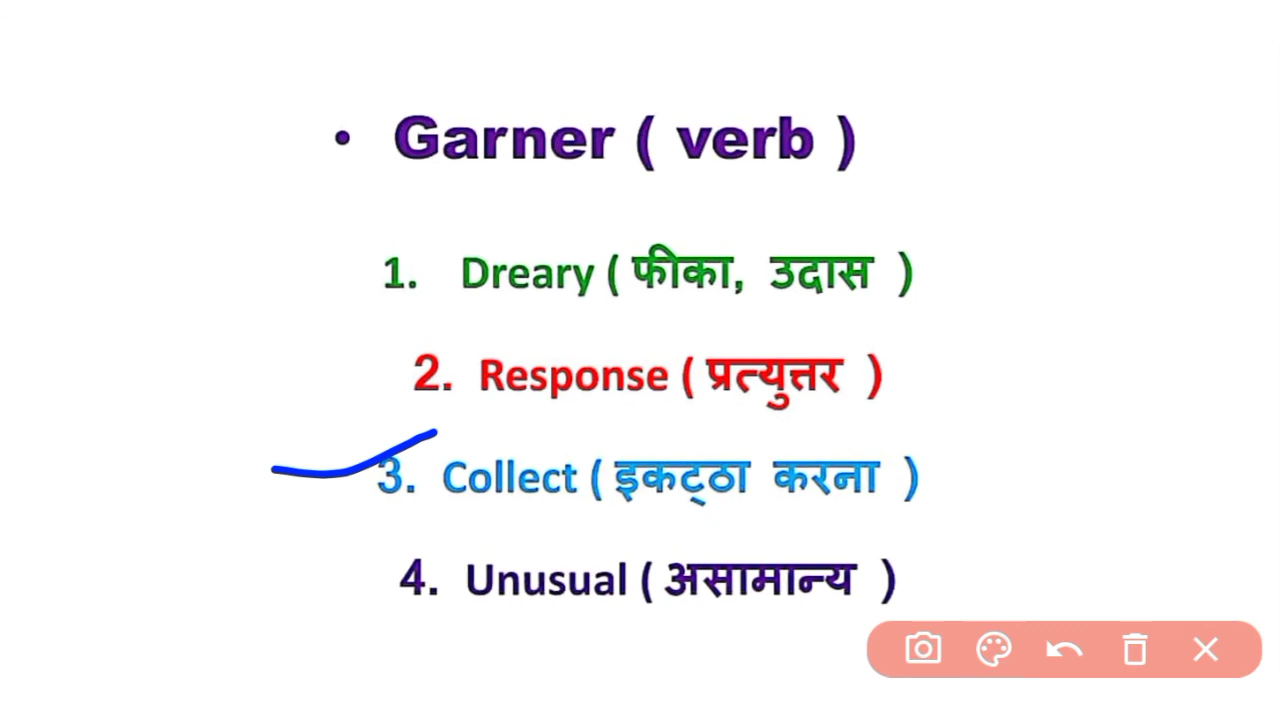 • Garner ( verb )
1. Dreary ( फीका, उदास )
2. Response ( प्रत्युत्तर )
3. Collect ( इकट्ठा करना )
4. Unusual ( असामान्य )